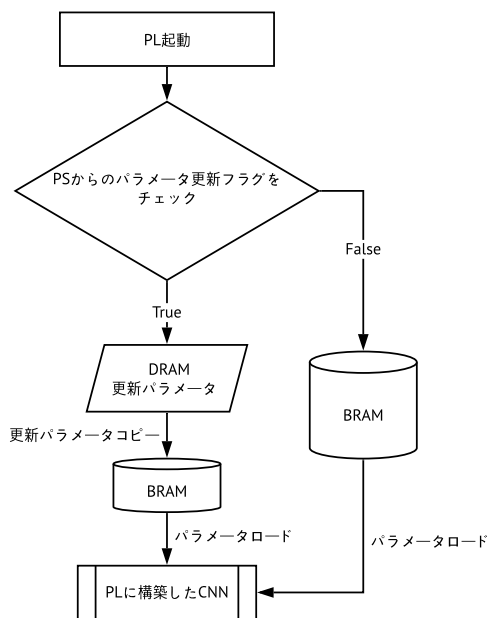 PL起動
PSからのパラメータ更新フラグを
チェック
False
True
DRAM
更新パラメータ
BRAM
更新パラメータコピー
BRAM
パラメータロード
パラメータロード
PLに構築したCNN